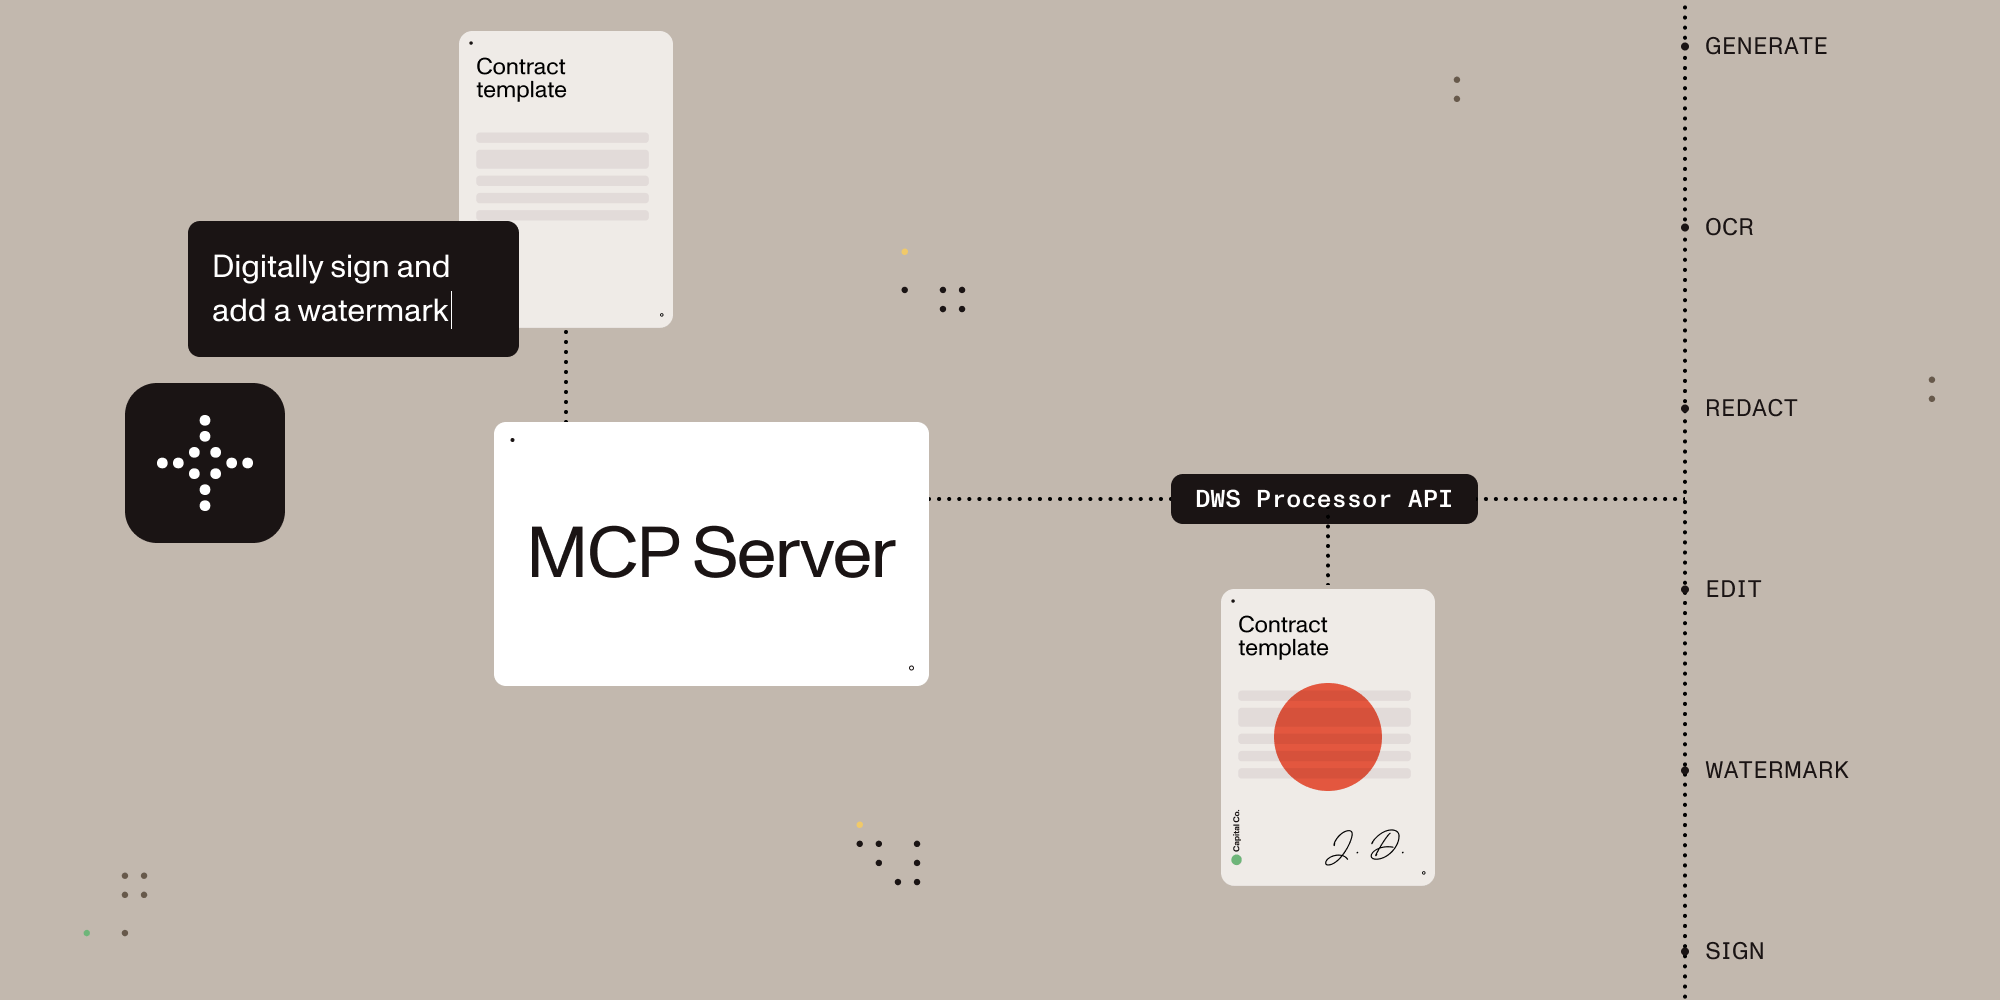 Contract
template
Digitally sign and
add a watermark
MCP Server
DWS Processor API
Contract
template
Capital Co.
J. D.
GENERATE
OCR
REDACT
EDIT
WATERMARK
SIGN